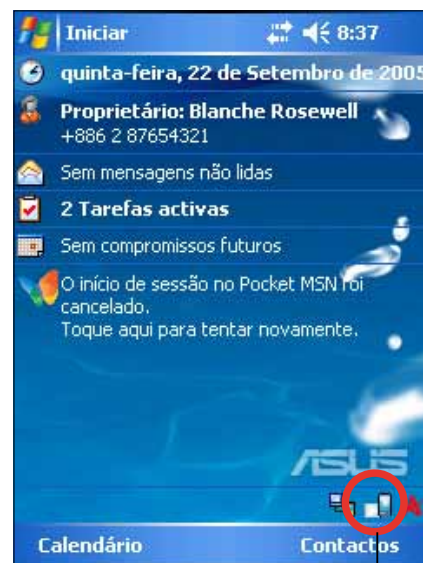 Iniciar 8:37
quinta-feira, 22 de Setembro de 2005
Proprietário: Blanche Rosewell
+886 2 87654321
Sem mensagens não lidas
2 Tarefas activas
Sem compromissos futuros
O início de sessão no Pocket MSN foi
cancelado.
Toque aqui para tentar novamente.
ASUS
Calendário Contactos